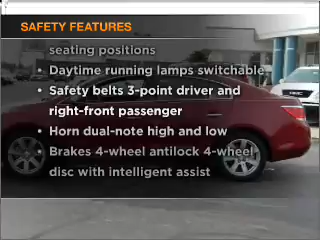 SAFETY FEATURES
seating positions
• Daytime running lamps switchable
• Safety belts 3-point driver and
right-front passenger
• Horn dual-note high and low
• Brakes 4-wheel antilock 4-wheel
disc with intelligent assist